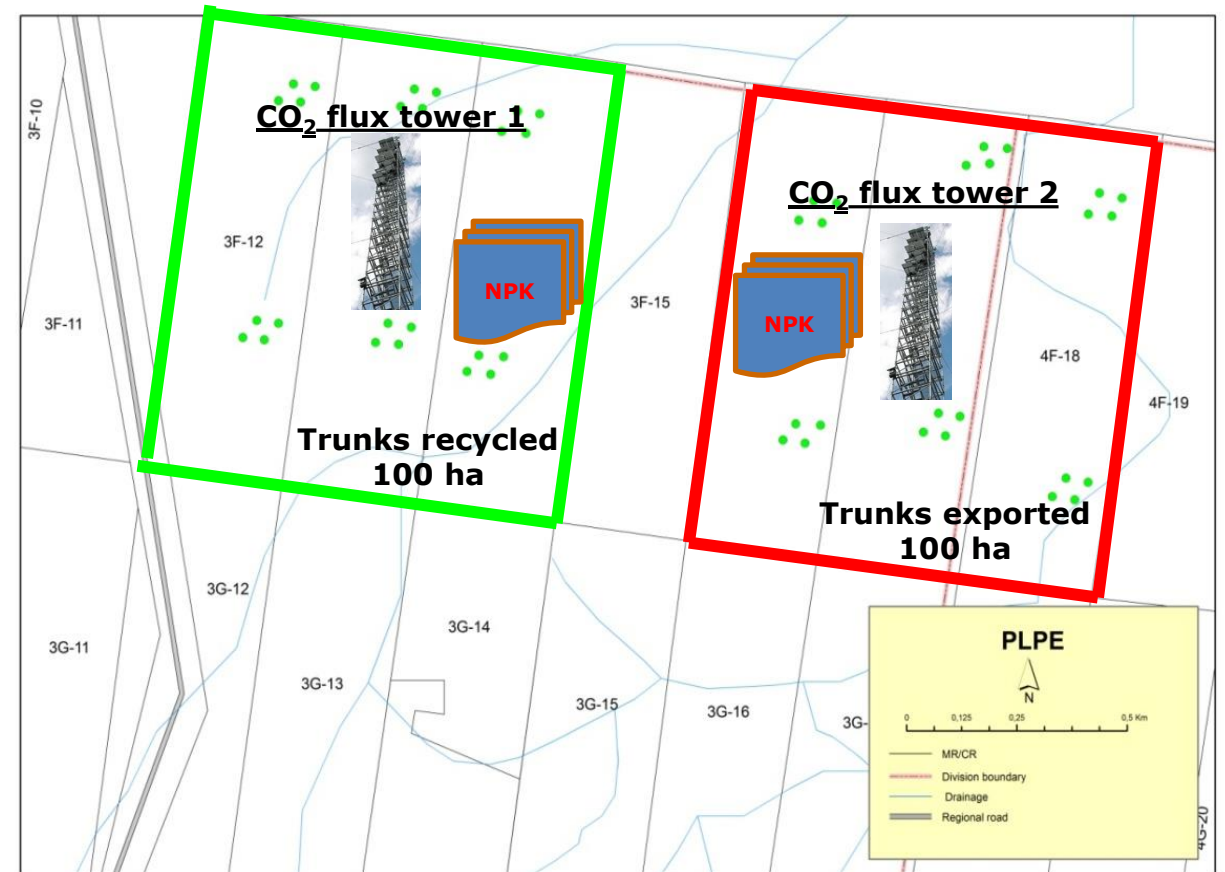 3F-10
CO2 flux tower 1
CO2 flux tower 2
3F-12
NPK
3F-15
NPK
3F-11
4F-18
4F-19
Trunks recycled
100 ha
Trunks exported
100 ha
3G-12
3G-14
3G-11
3G-13
3G-15
3G-16
3G-
PLPE
N
0 0,125 0,25 0,5 Km
MR/CR
Division boundary
Drainage
Regional road
4G-20